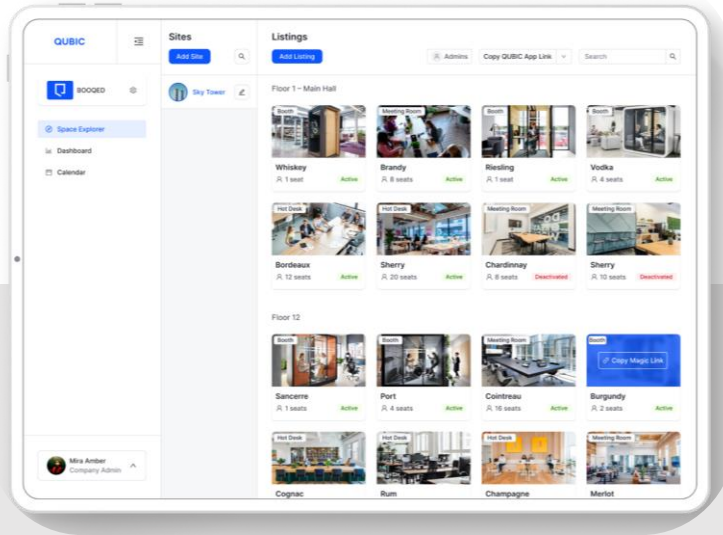 QUBIC
BOOQED
Space Explorer
Dashboard
Calendar
Mira Amber
Company Admin
Sites
Add Site
Sky Tower
Listings
Add Listing
Admins
Copy QUBIC App Link
Search
Floor 1 – Main Hall
Booth
Meeting Room
Booth
Booth
Whiskey
Brandy
Riesling
Vodka
1 seat Active
8 seats Active
1 seat Active
4 seats Active
Hot Desk
Hot Desk
Meeting Room
Meeting Room
Bordeaux
Sherry
Chardinnay
Sherry
12 seats Active
20 seats Active
8 seats Deactivated
10 seats Deactivated
Floor 12
Booth
Booth
Meeting Room
Booth
Copy Magic Link
Sancerre
Port
Cointreau
Burgundy
1 seats Active
4 seats Active
16 seats Active
2 seats Active
Hot Desk
Hot Desk
Hot Desk
Meeting Room
Cognac
Rum
Champagne
Merlot